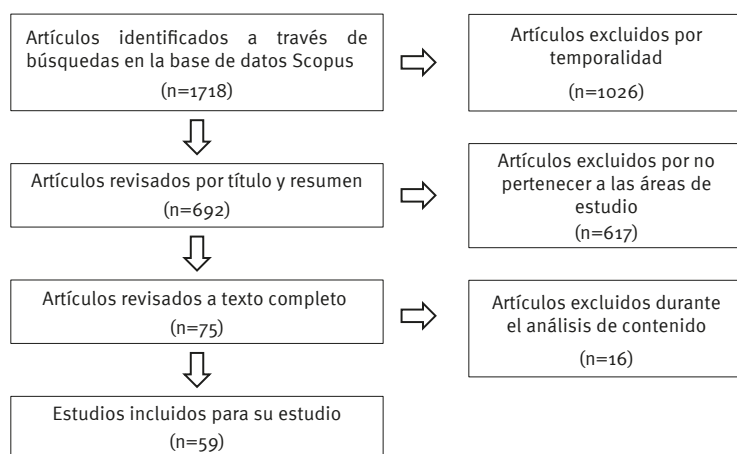 Artículos identificados a través de
búsquedas en la base de datos Scopus
(n=1718)
Artículos excluidos por
temporalidad
(n=1026)
Artículos revisados por título y resumen
(n=692)
Artículos excluidos por no
pertenecer a las áreas de
estudio
(n=617)
Artículos revisados a texto completo
(n=75)
Artículos excluidos durante
el análisis de contenido
(n=16)
Estudios incluidos para su estudio
(n=59)